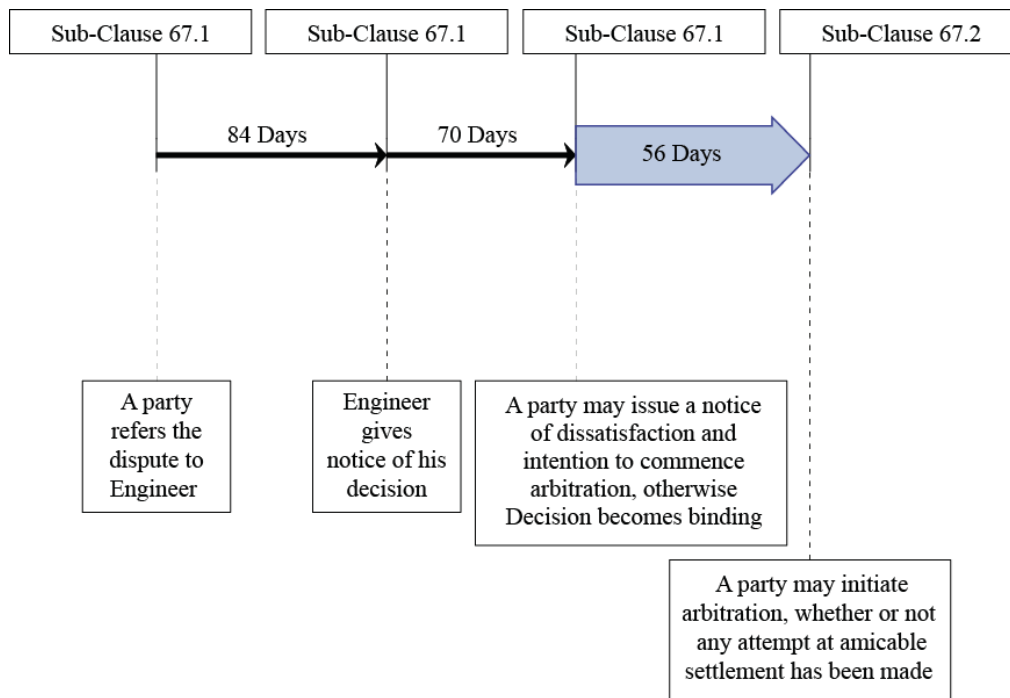 Sub-Clause 67.1
Sub-Clause 67.1
Sub-Clause 67.1
Sub-Clause 67.2
84 Days
70 Days
56 Days
A party
refers the
dispute to
Engineer
Engineer
gives
notice of his
decision
A party may issue a notice
of dissatisfaction and
intention to commence
arbitration, otherwise
Decision becomes binding
A party may initiate
arbitration, whether or not
any attempt at amicable
settlement has been made